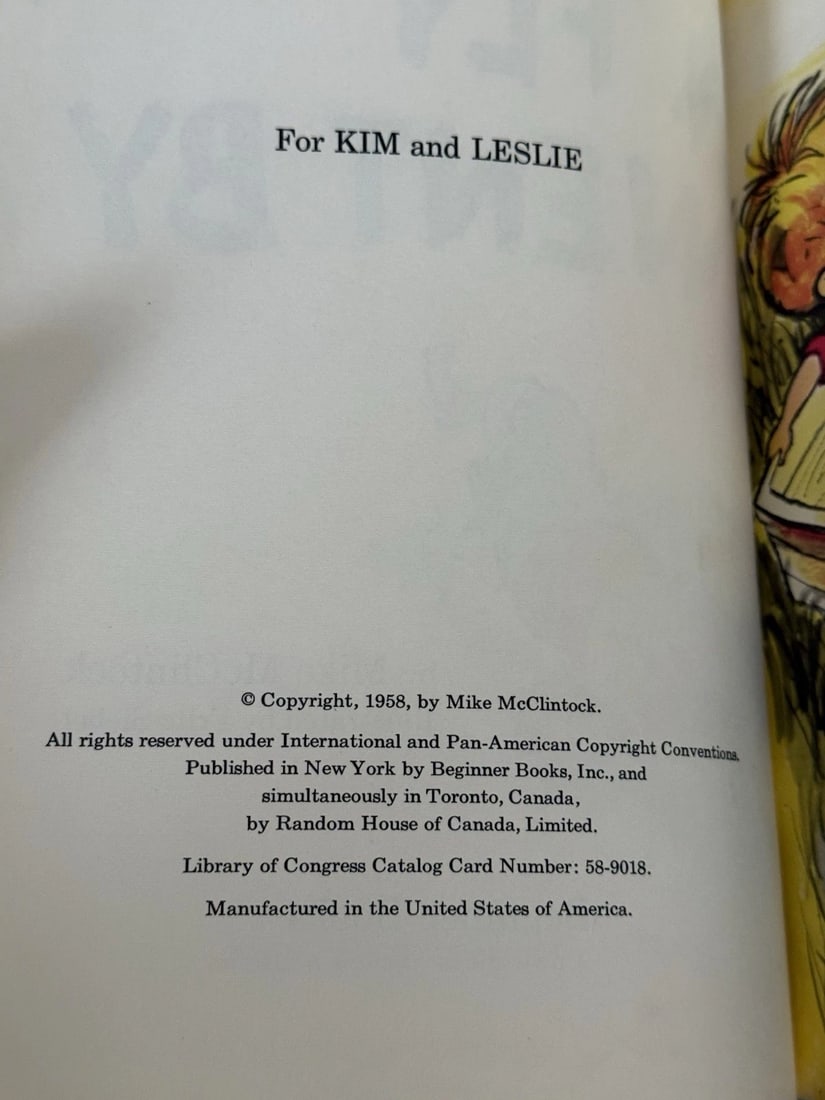 For KIM and LESLIE
© Copyright, 1958, by Mike McClintock.
All rights reserved under International and Pan-American Copyright Conventions.
Published in New York by Beginner Books, Inc., and
simultaneously in Toronto, Canada,
by Random House of Canada, Limited.
Library of Congress Catalog Card Number: 58-9018.
Manufactured in the United States of America.